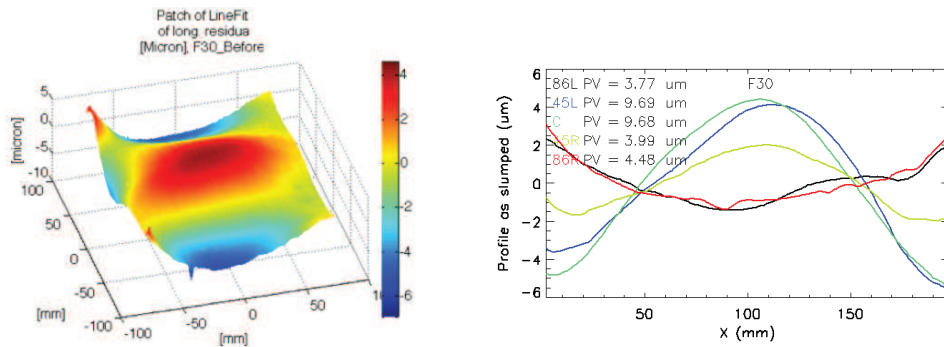 Patch of LineFit
of long. residua
[Micron], F30_Before
5
0
-5
-10
[micron]
100
50
0
-50
-100
[mm]
-100
-50
0
50
10
[mm]
4
2
0
-2
-4
-6
F30
86L PV = 3.77 um
45L PV = 9.69 um
C PV = 9.68 um
45R PV = 3.99 um
86R PV = 4.48 um
Profile as slumped (um)
6
4
2
0
-2
-4
-6
50
100
150
X (mm)